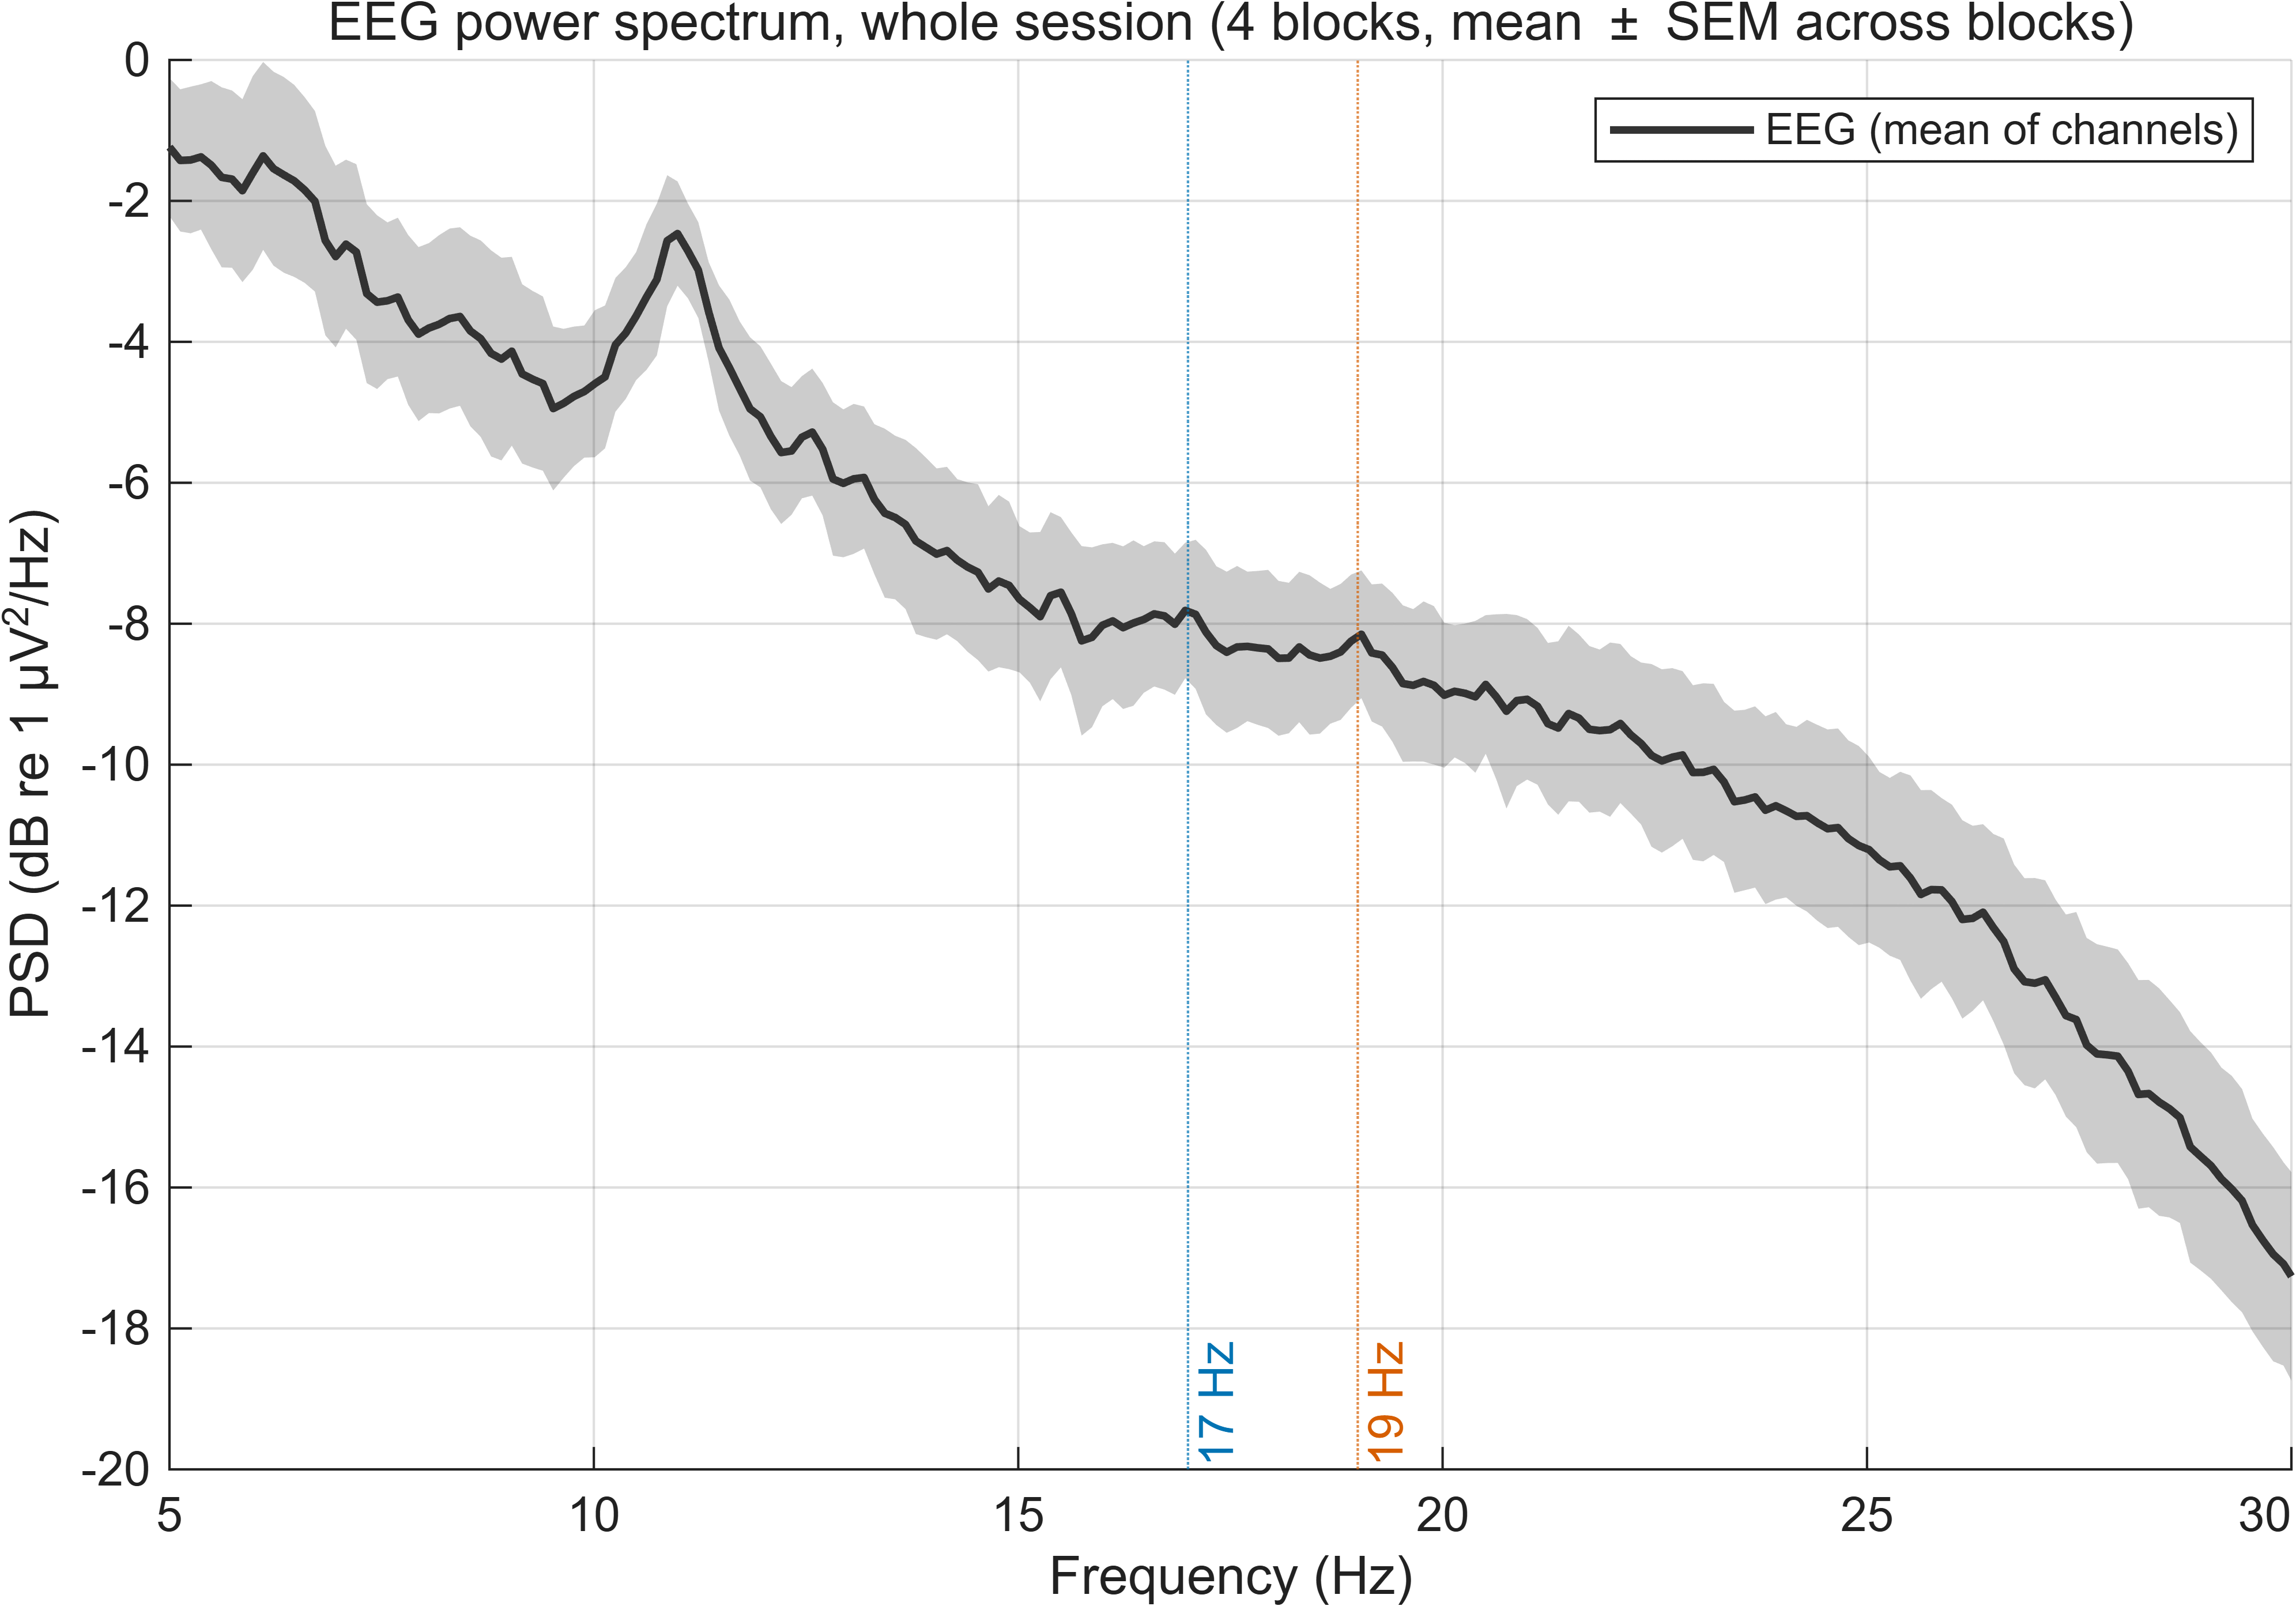 EEG power spectrum, whole session (4 blocks, mean ± SEM across blocks)
EEG (mean of channels)
PSD (dB re 1 µV²/Hz)
0
-2
-4
-6
-8
-10
-12
-14
-16
-18
-20
17 Hz
19 Hz
5
10
15
20
25
30
Frequency (Hz)